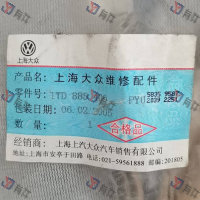 上海大众
产品名: 上海大众维修配件
零件号: 1TD 883
包装日期: 06.02.2005
数量: 1
合格品
经销商: 上海上汽大众汽车销售有限公司
地址: 上海市安亭于田路 电话: 021-59561888 邮编: 201805